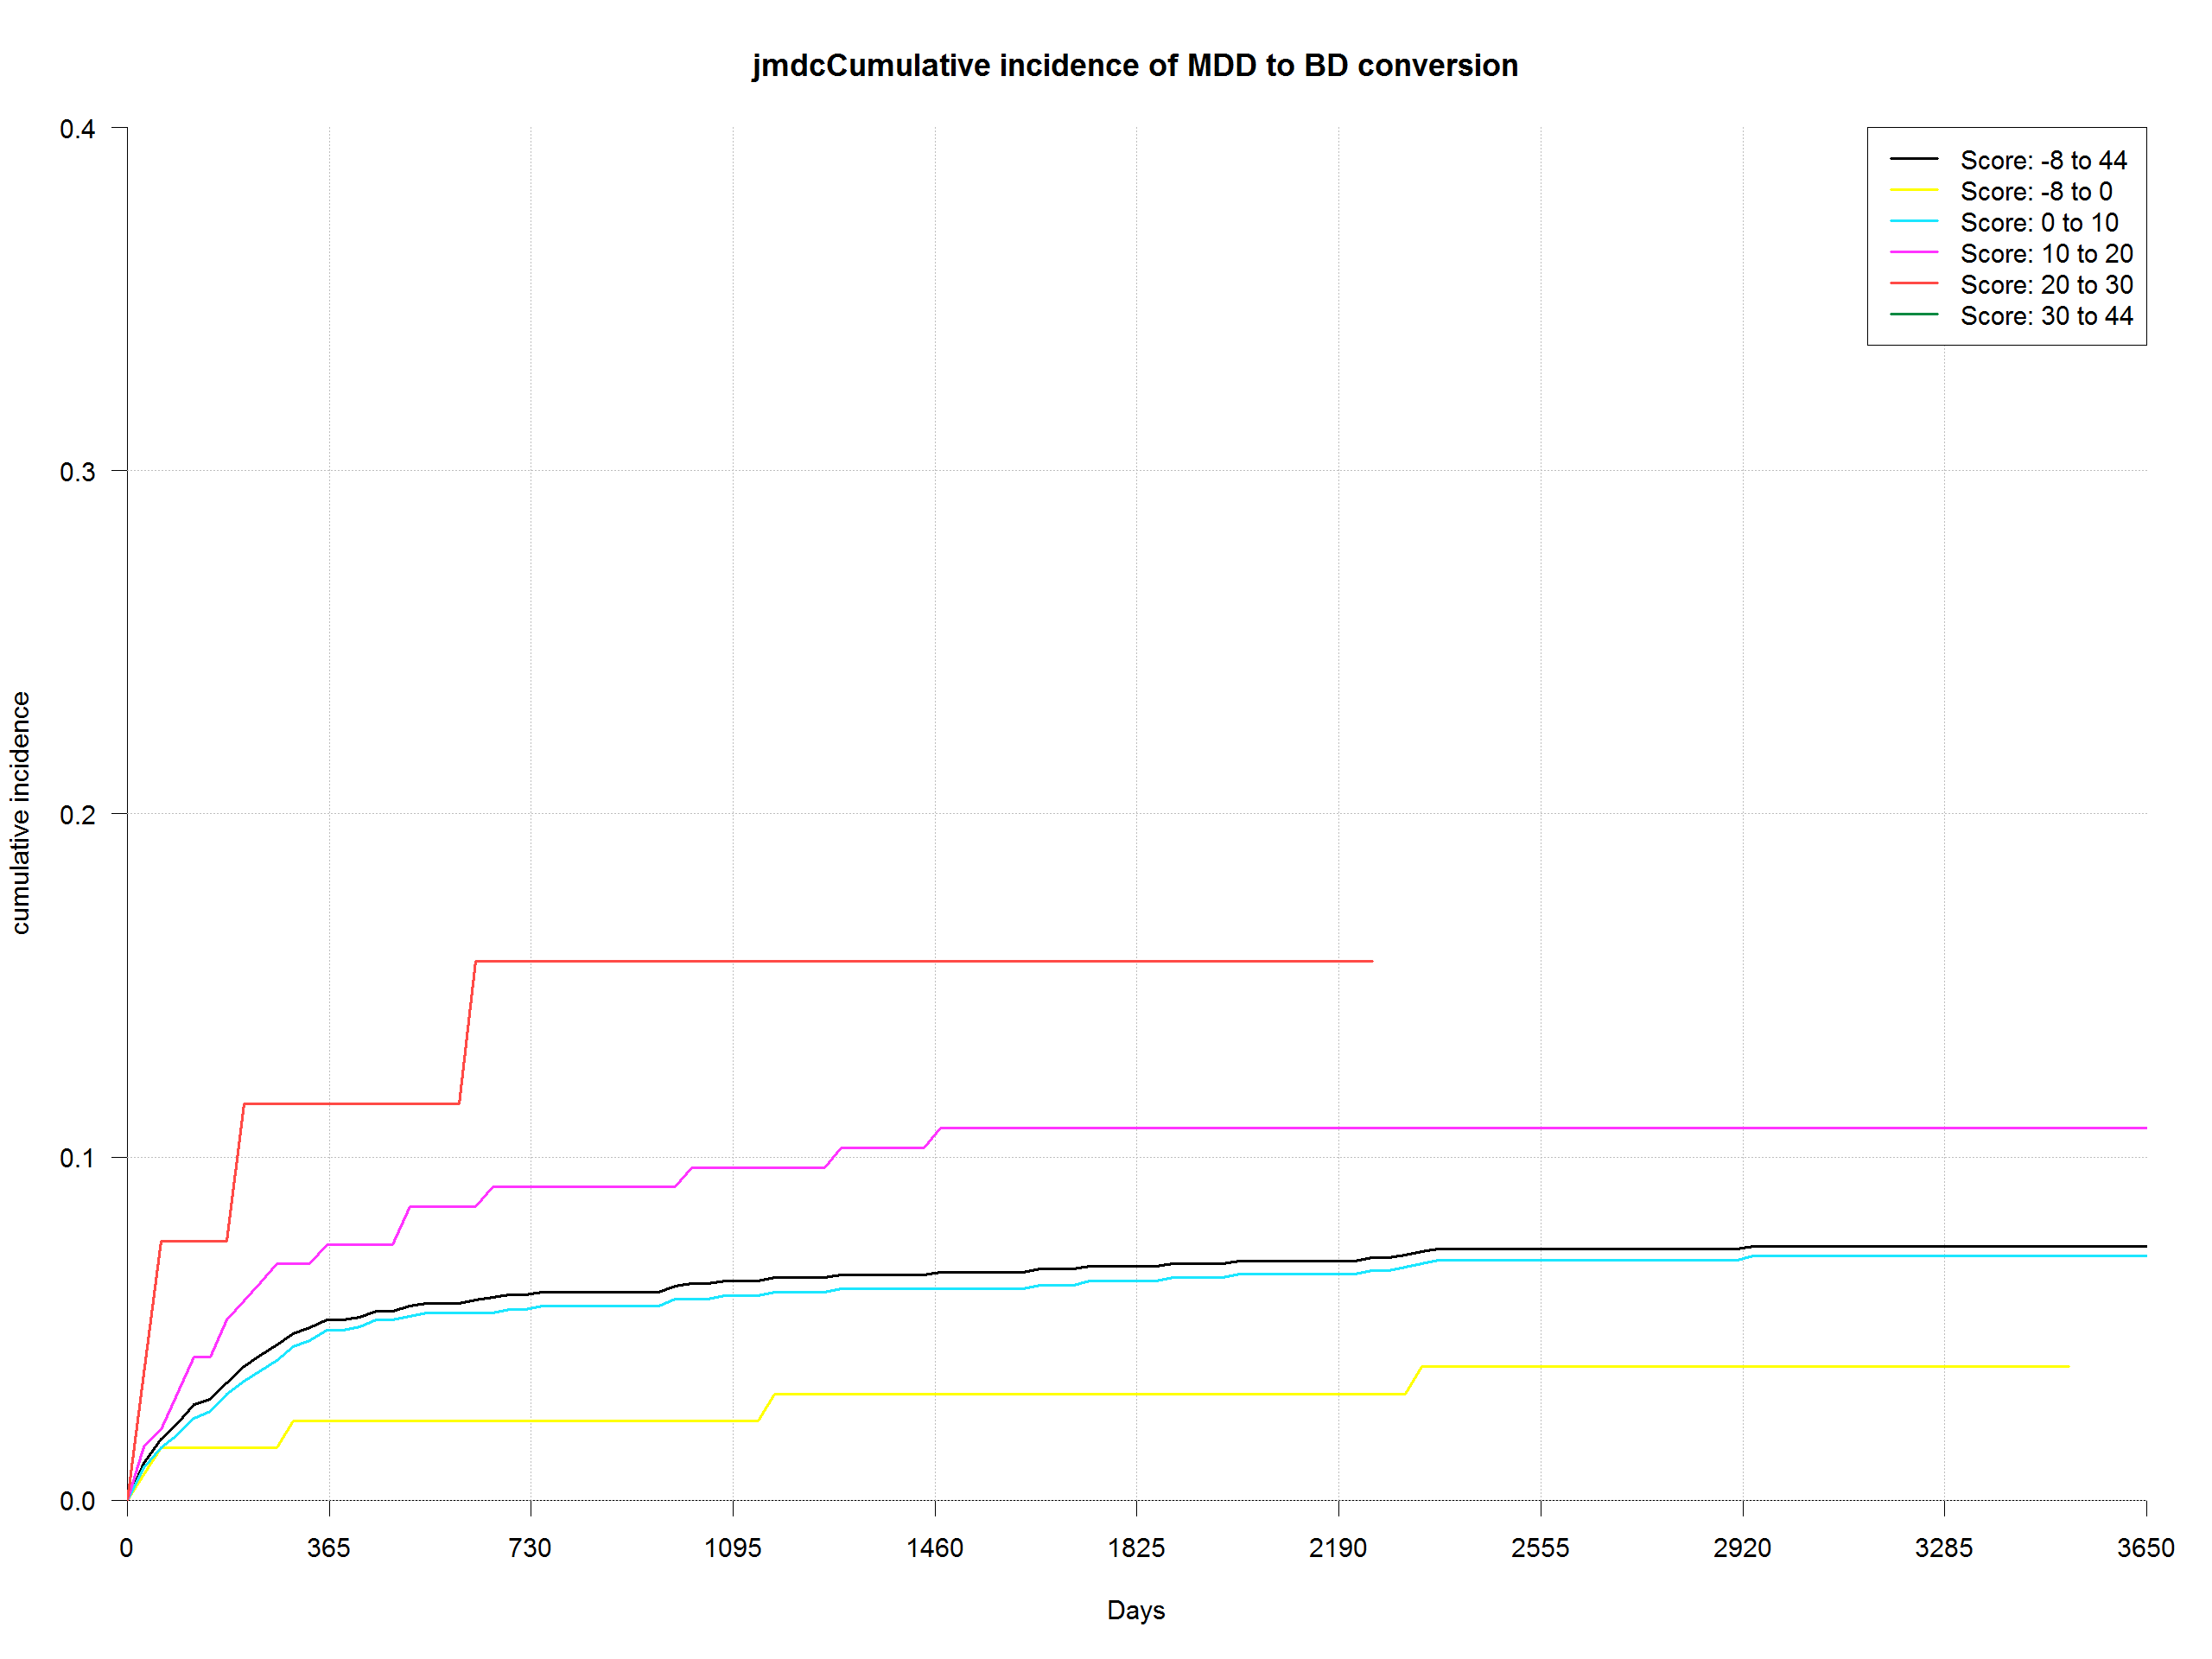 jmdcCumulative incidence of MDD to BD conversion
0.4
0.3
0.2
0.1
0.0
cumulative incidence
Score: -8 to 44
Score: -8 to 0
Score: 0 to 10
Score: 10 to 20
Score: 20 to 30
Score: 30 to 44
0 365 730 1095 1460 1825 2190 2555 2920 3285 3650
Days